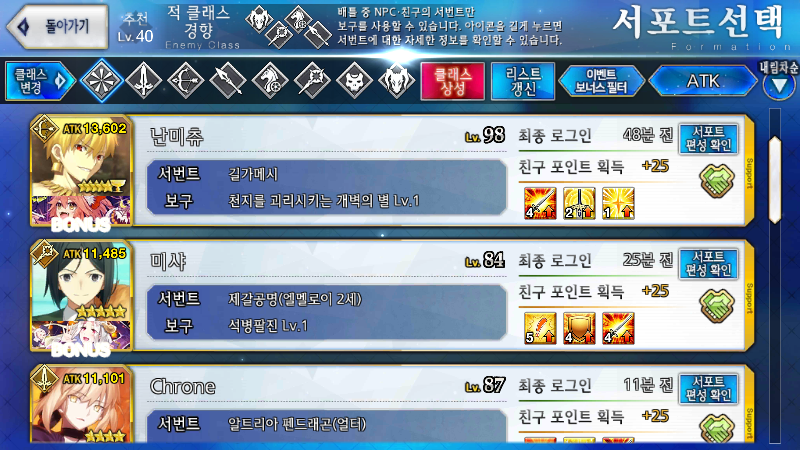 돌아가기
추천
Lv.40
적 클래스
경향
Enemy Class
배틀 중 NPC·친구의 서번트만
보구를 사용할 수 있습니다. 아이콘을 길게 누르면
서번트에 대한 자세한 정보를 확인할 수 있습니다.
서포트선택
Formation
클래스
변경
클래스
상성
리스트
갱신
이벤트
보너스 필터
ATK
내림차순
ATK 13,602
BONUS
난미츄
Lv. 98
서번트 길가메시
보구 천지를 괴리시키는 개벽의 별 Lv.1
최종 로그인 48분 전
친구 포인트 획득 +25
4 2 1
서포트
편성 확인
Support
ATK 11,485
BONUS
미샤
Lv. 84
서번트 제갈공명(엘멜로이 2세)
보구 석병팔진 Lv.1
최종 로그인 25분 전
친구 포인트 획득 +25
5 4 4
서포트
편성 확인
Support
ATK 11,101
Chrone
Lv. 87
서번트 알트리아 펜드래곤(얼터)
최종 로그인 11분 전
친구 포인트 획득 +25
서포트
편성 확인
Support